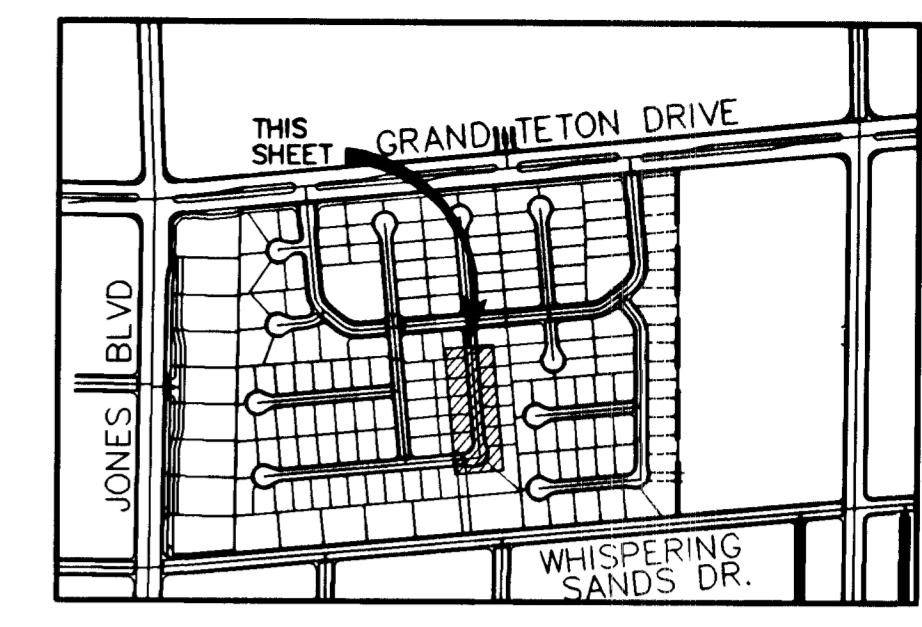 THIS
SHEET
GRAND TETON DRIVE
JONES BLVD
WHISPERING
SANDS DR.